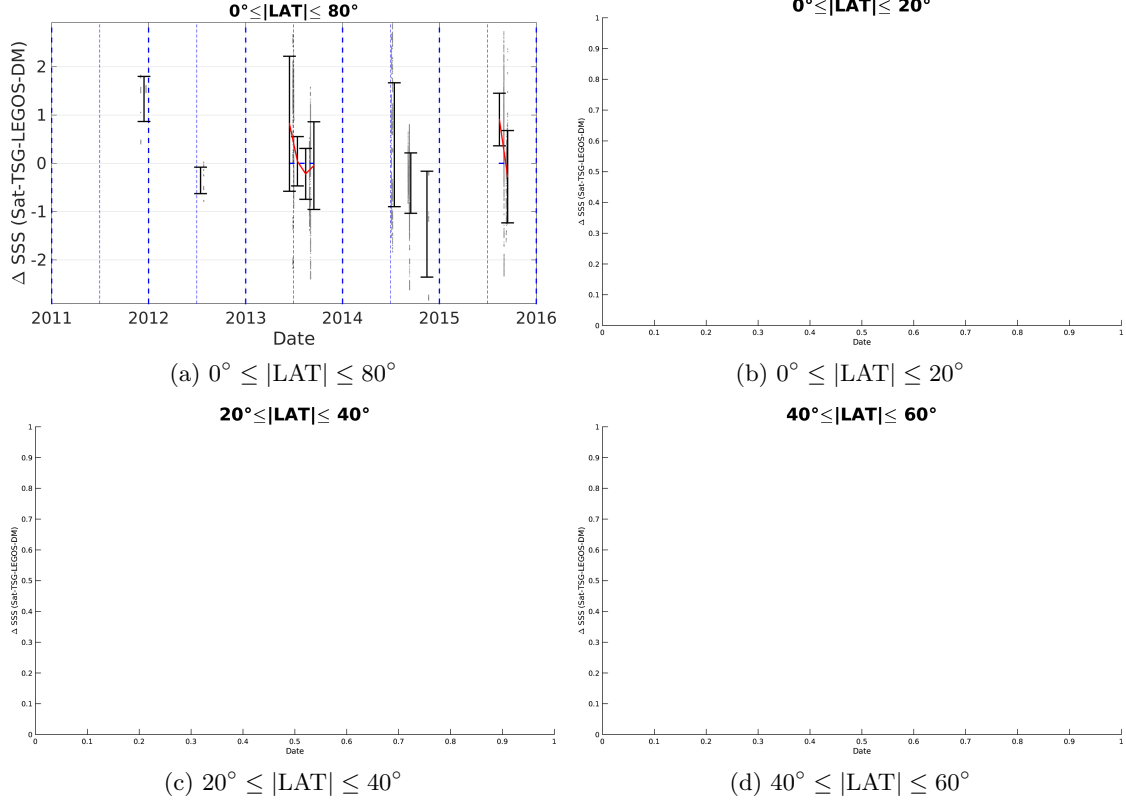 0°≤|LAT|≤ 80°
Δ SSS (Sat-TSG-LEGOS-DM)
2
1
0
-1
-2
2011 2012 2013 2014 2015 2016
Date
(a) 0° ≤ |LAT| ≤ 80°
0°≤|LAT|≤ 20°
Δ SSS (Sat-TSG-LEGOS-DM)
1
0.9
0.8
0.7
0.6
0.5
0.4
0.3
0.2
0.1
0
0 0.1 0.2 0.3 0.4 0.5 0.6 0.7 0.8 0.9 1
Date
(b) 0° ≤ |LAT| ≤ 20°
20°≤|LAT|≤ 40°
Δ SSS (Sat-TSG-LEGOS-DM)
1
0.9
0.8
0.7
0.6
0.5
0.4
0.3
0.2
0.1
0
0 0.1 0.2 0.3 0.4 0.5 0.6 0.7 0.8 0.9 1
Date
(c) 20° ≤ |LAT| ≤ 40°
40°≤|LAT|≤ 60°
Δ SSS (Sat-TSG-LEGOS-DM)
1
0.9
0.8
0.7
0.6
0.5
0.4
0.3
0.2
0.1
0
0 0.1 0.2 0.3 0.4 0.5 0.6 0.7 0.8 0.9 1
Date
(d) 40° ≤ |LAT| ≤ 60°